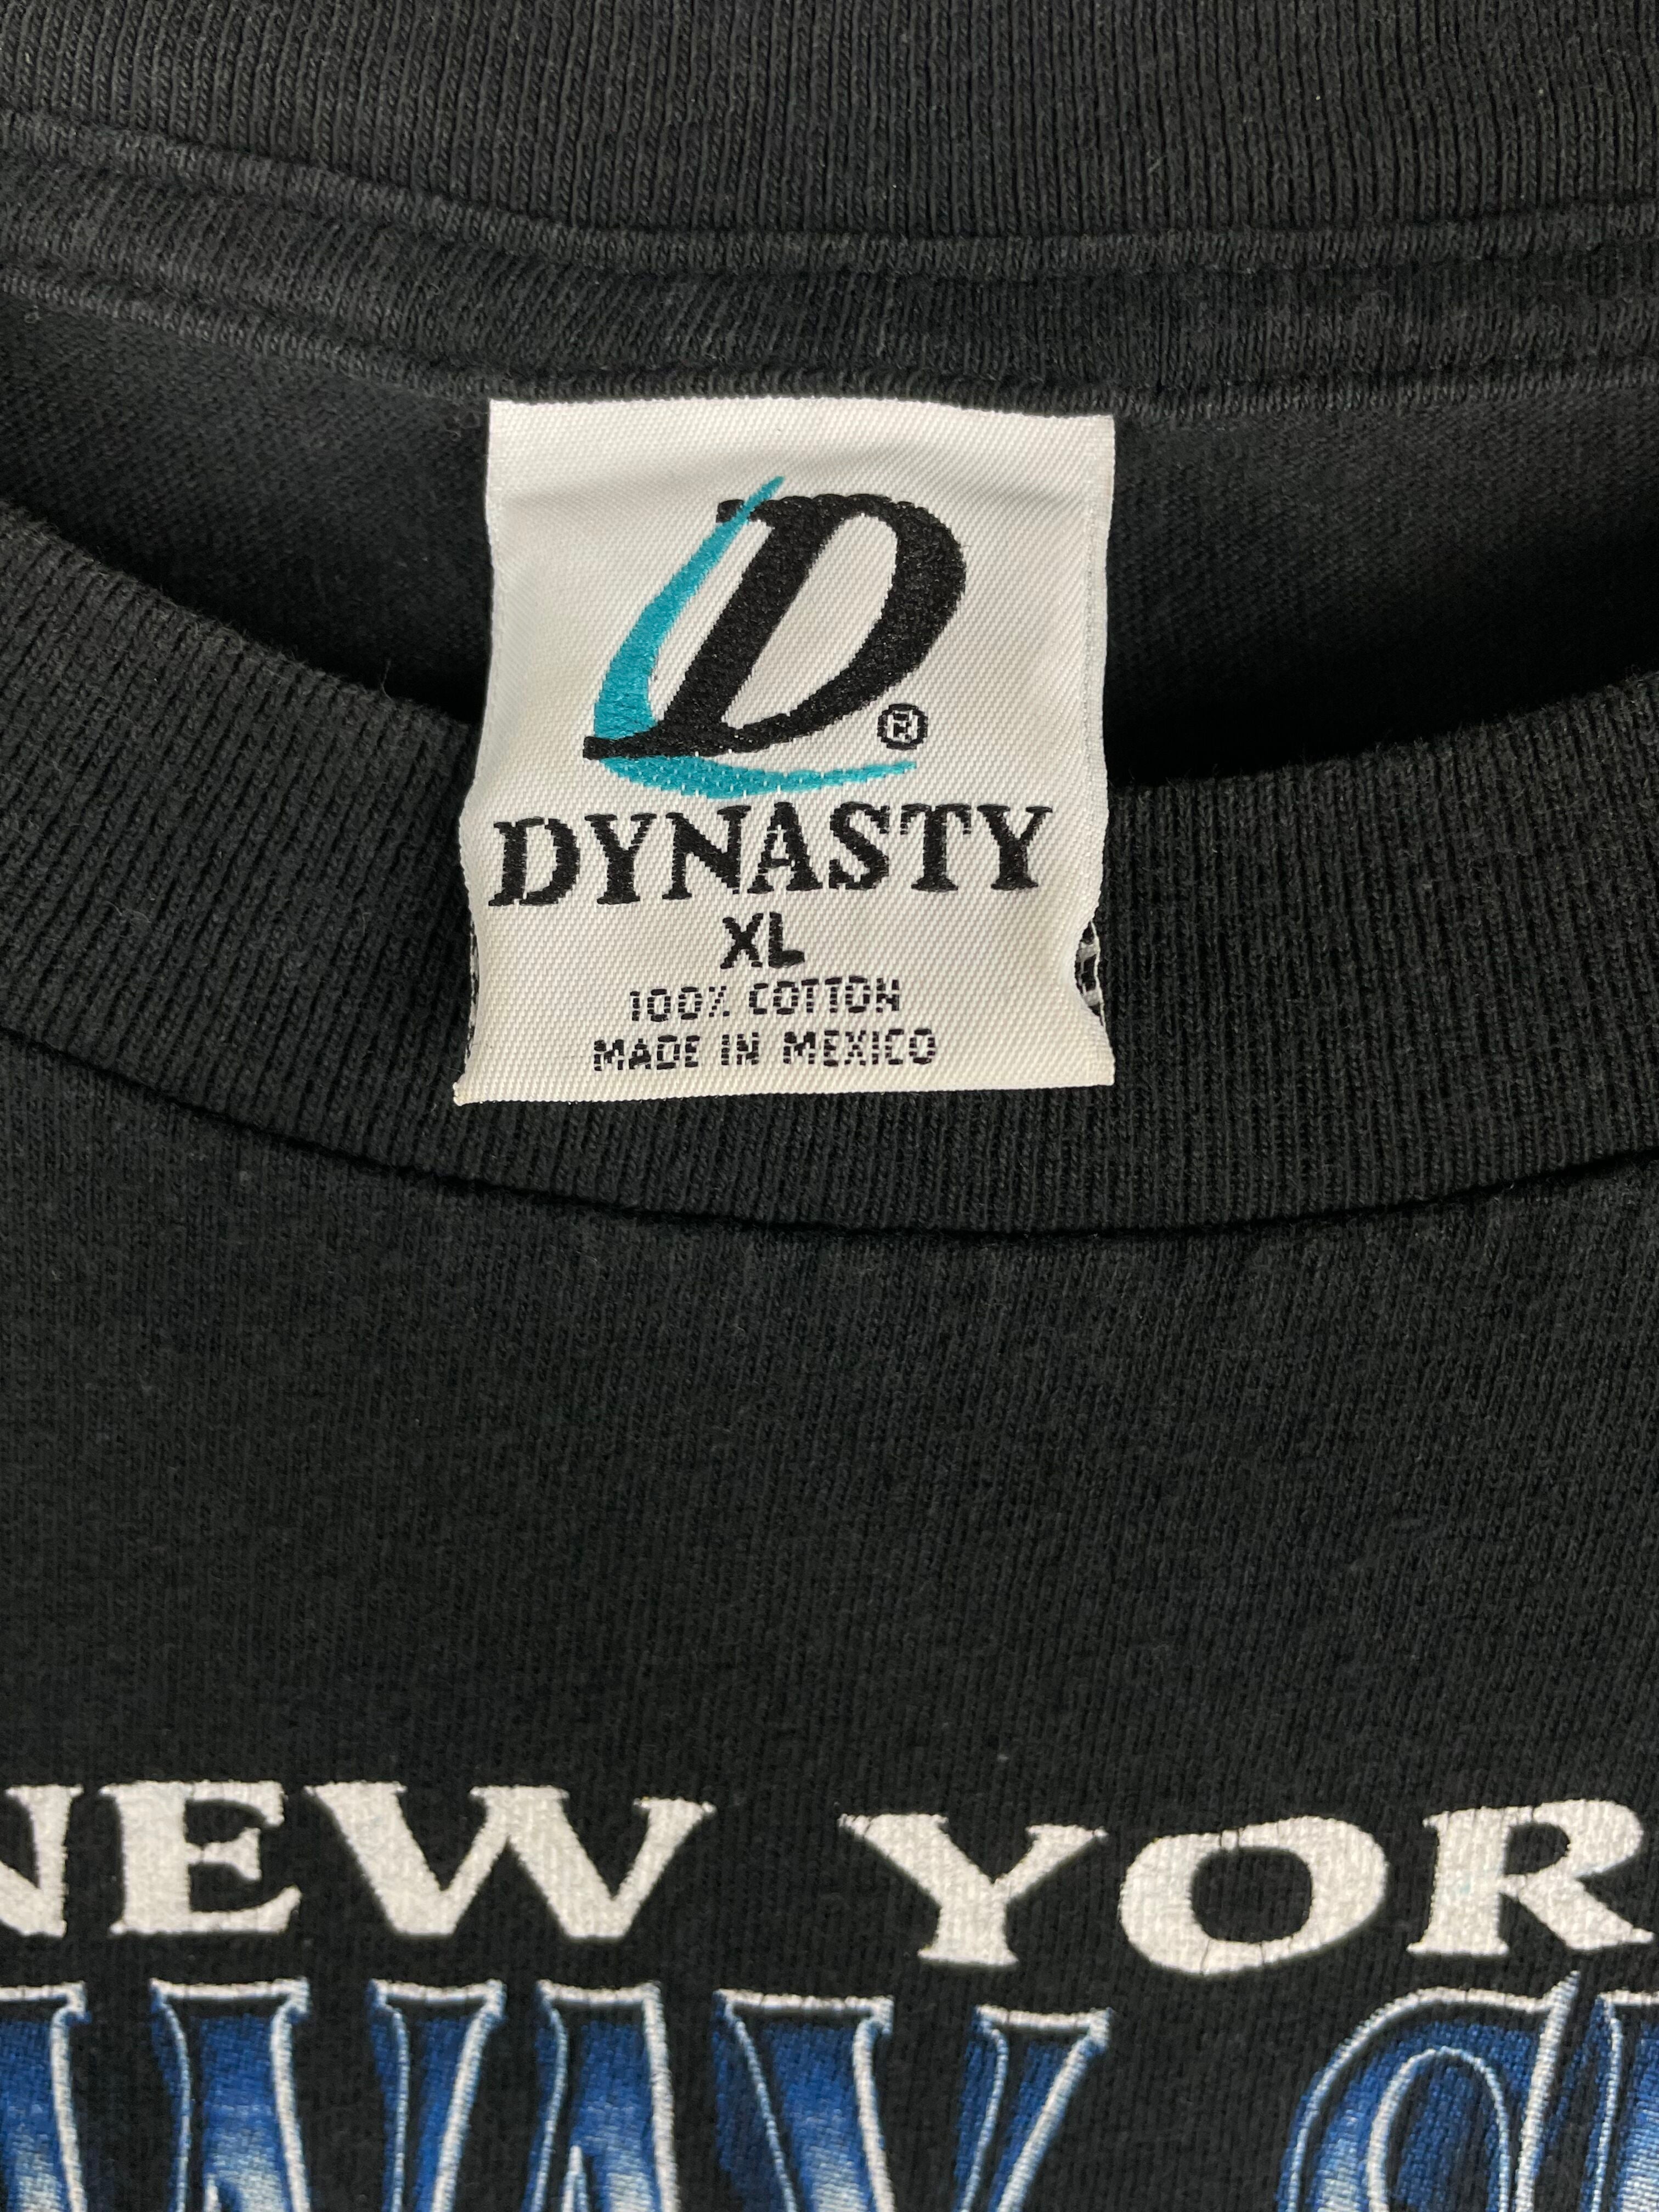 D®
DYNASTY
XL
100% COTTON
MADE IN MEXICO
NEW YOR